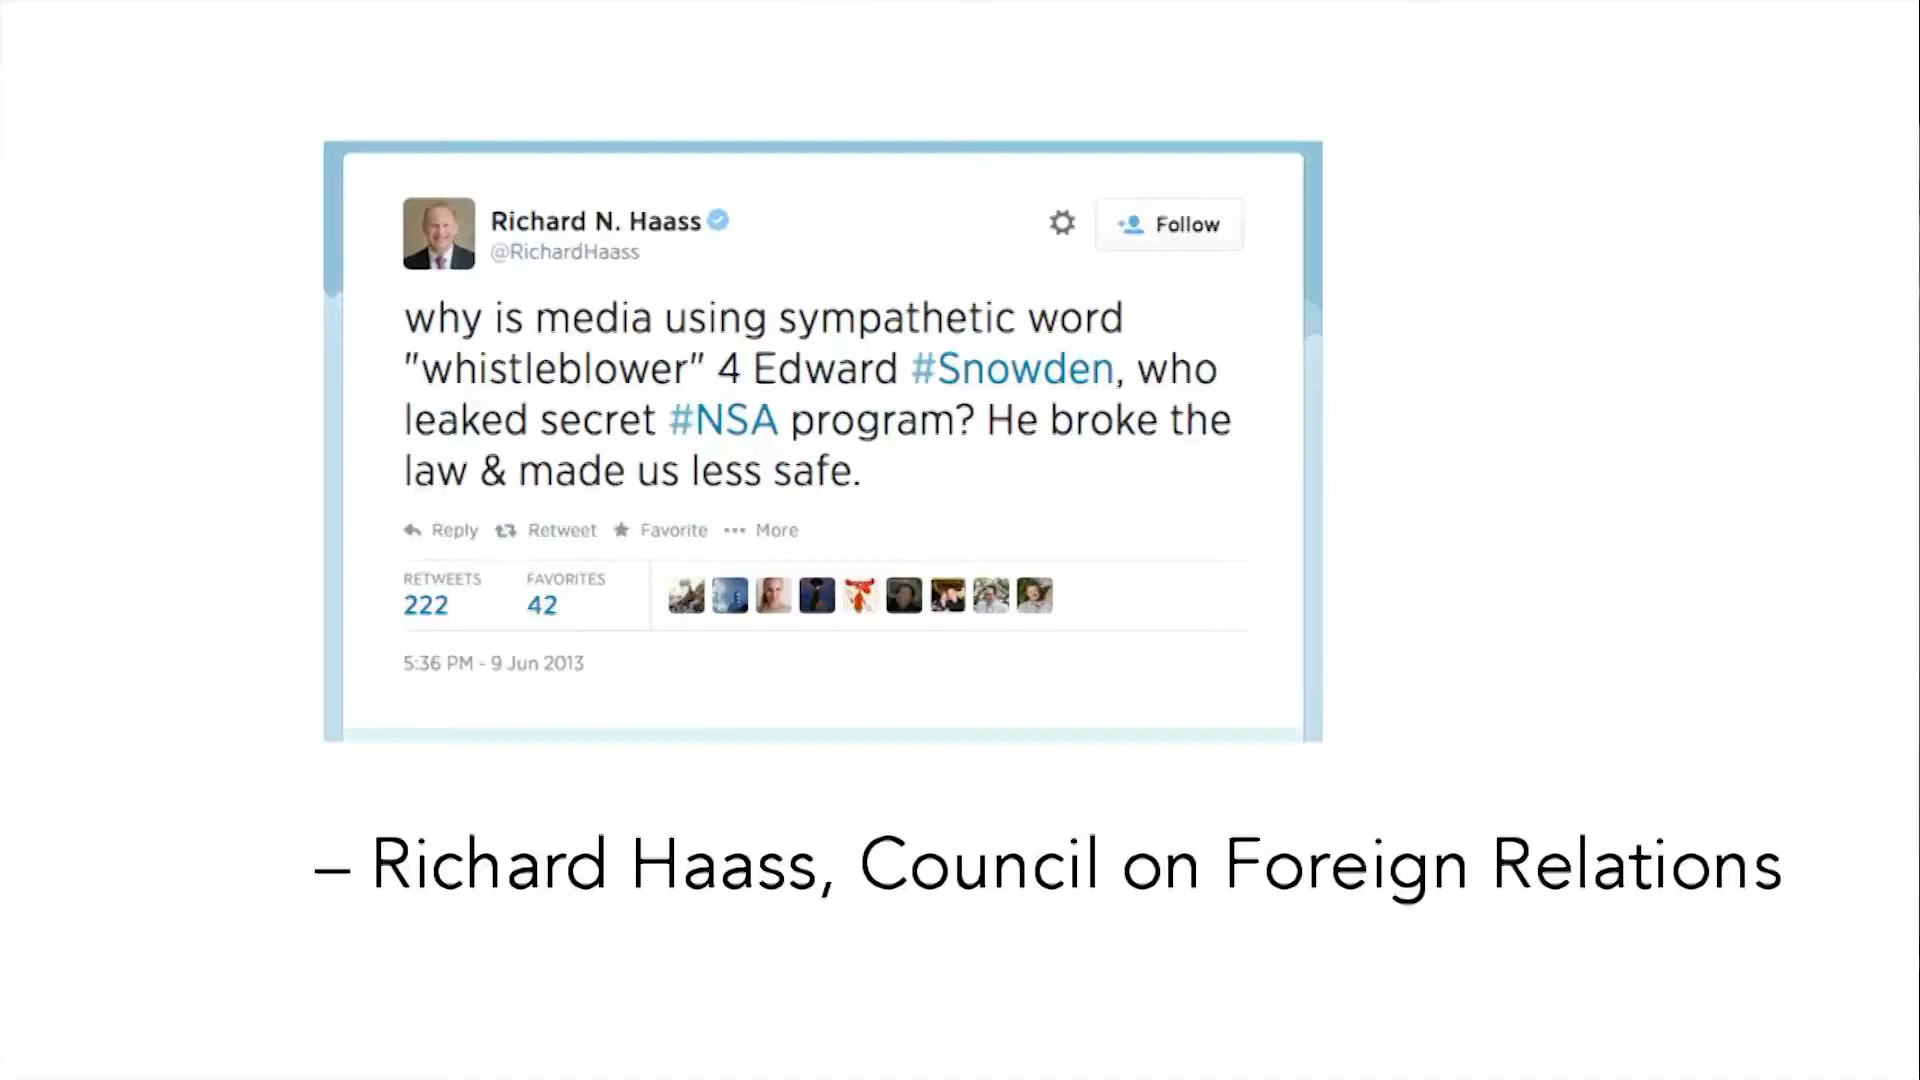 Richard N. Haass
@RichardHaass
Follow
why is media using sympathetic word
"whistleblower" 4 Edward #Snowden, who
leaked secret #NSA program? He broke the
law & made us less safe.
Reply Retweet Favorite ••• More
RETWEETS FAVORITES
222 42
5:36 PM - 9 Jun 2013
– Richard Haass, Council on Foreign Relations